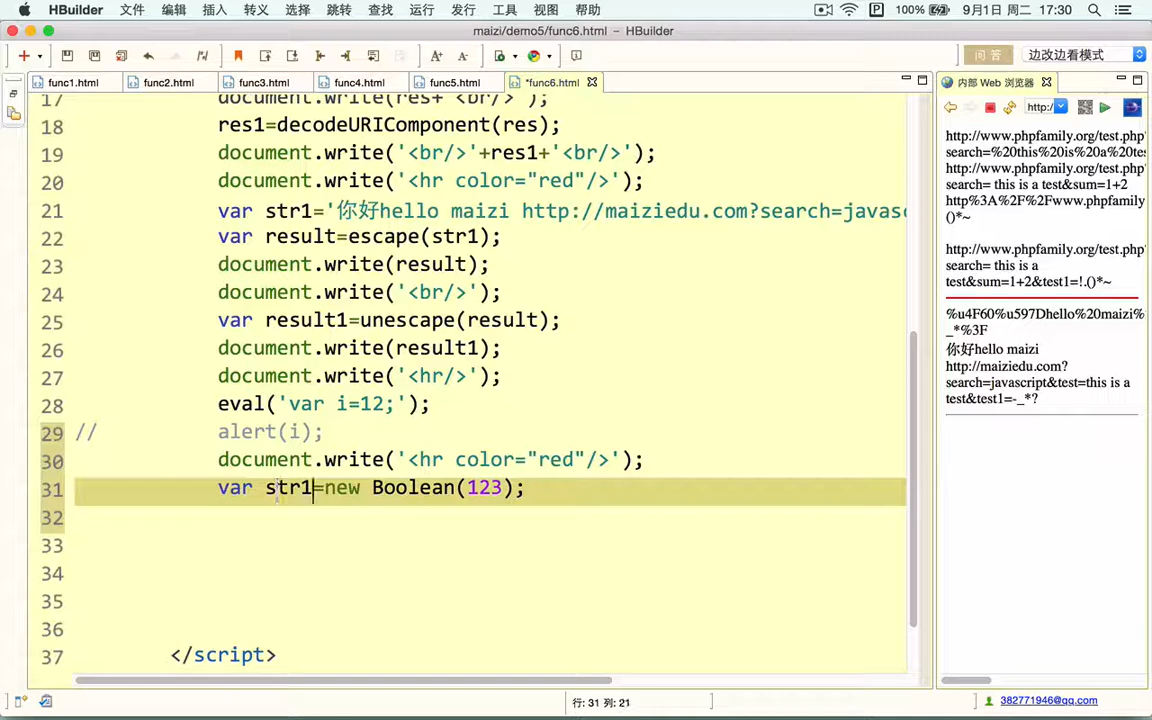 HBuilder 文件 编辑 插入 转义 选择 跳转 查找 运行 发行 工具 视图 帮助 P 100% 9月1日 周二 17:30
maizi/demo5/func6.html – HBuilder
问 答 边改边看模式
func1.html func2.html func3.html func4.html func5.html *func6.html 内部 Web 浏览器
http:/
17 document.write(res+'<br/>');
18 res1=decodeURIComponent(res);
19 document.write('<br/>'+res1+'<br/>');
20 document.write('<hr color="red"/>');
21 var str1='你好hello maizi http://maiziedu.com?search=javasc
22 var result=escape(str1);
23 document.write(result);
24 document.write('<br/>');
25 var result1=unescape(result);
26 document.write(result1);
27 document.write('<hr/>');
28 eval('var i=12;');
29 // alert(i);
30 document.write('<hr color="red"/>');
31 var str1=new Boolean(123);
32
33
34
35
36
37 </script>
http://www.phpfamily.org/test.php
search=%20this%20is%20a%20tes
http://www.phpfamily.org/test.php
search= this is a test&sum=1+2
http%3A%2F%2Fwww.phpfamily
()*~
http://www.phpfamily.org/test.php
search= this is a
test&sum=1+2&test1=!.()*~
%u4F60%u597Dhello%20maizi%
_*%3F
你好hello maizi
http://maiziedu.com?
search=javascript&test=this is a
test&test1=-_*?
行: 31 列: 21
382771946@qq.com